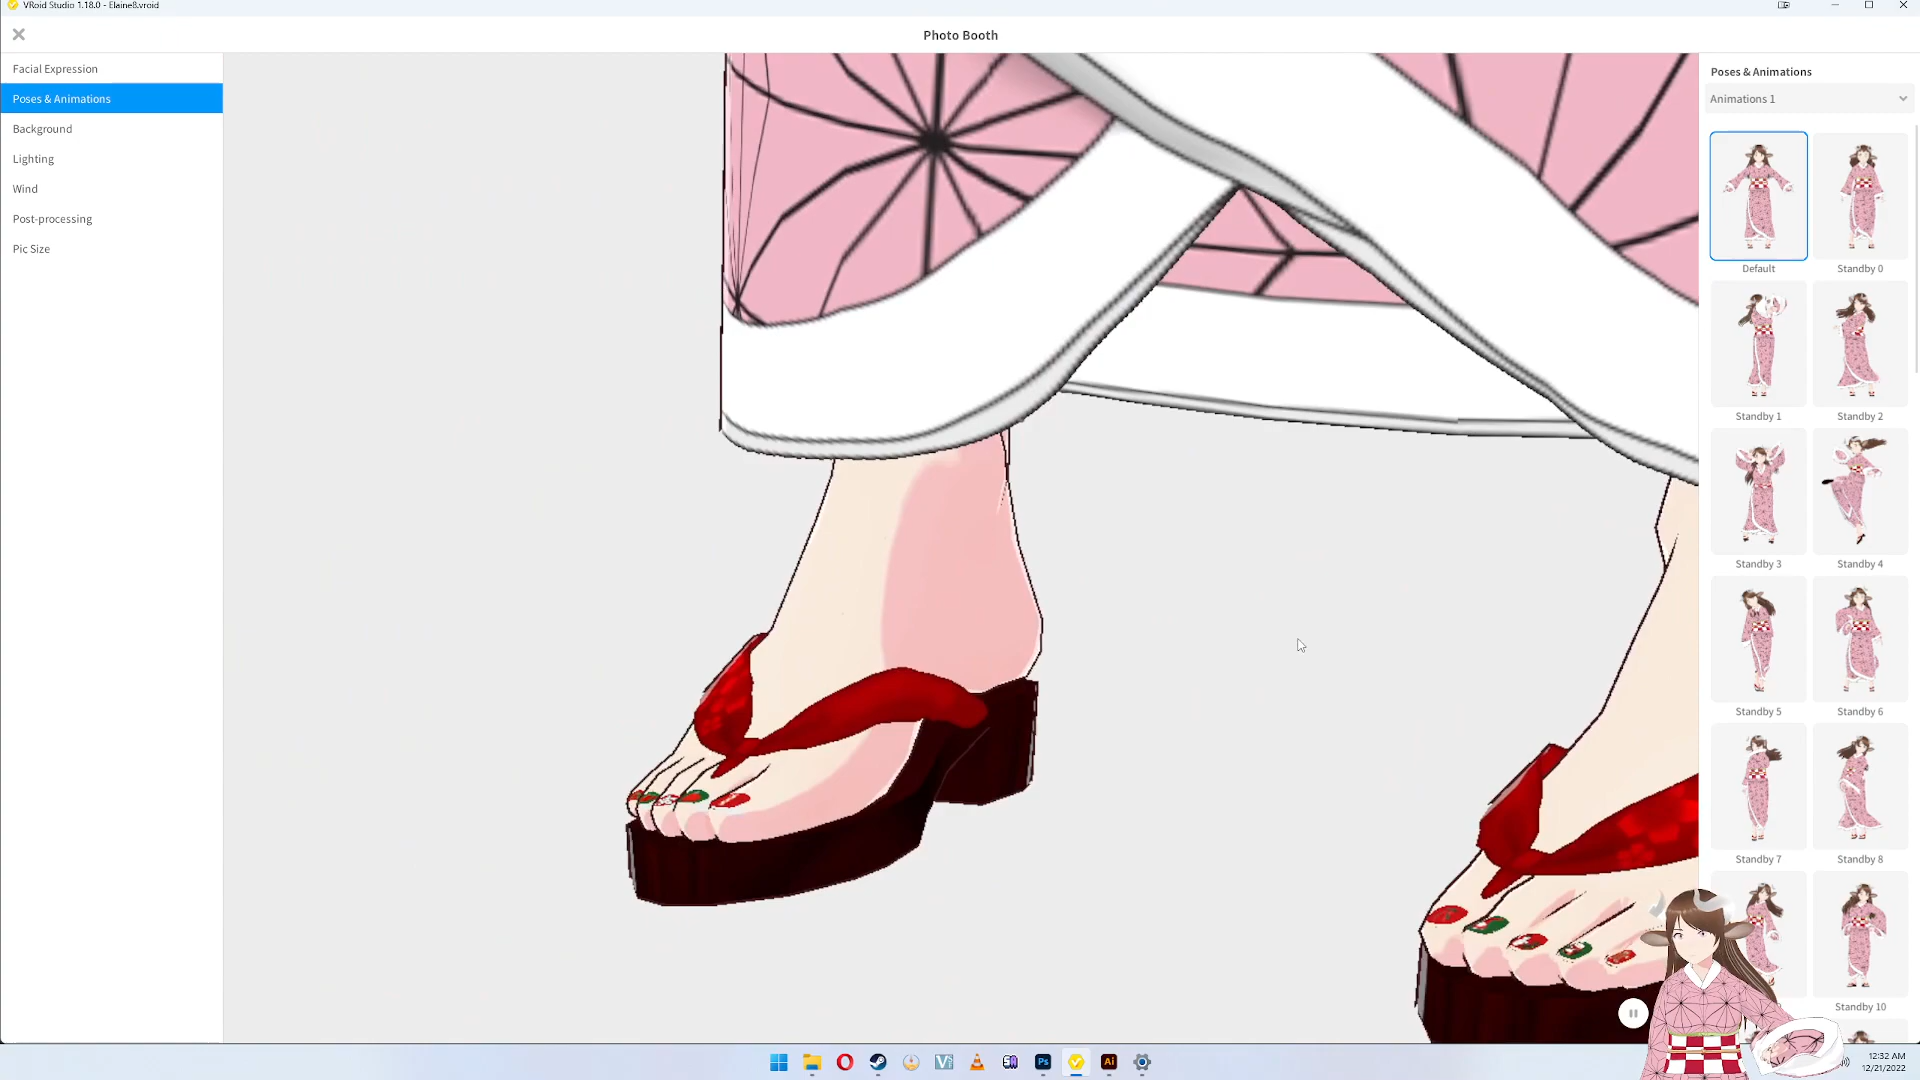 VRoid Studio 1.18.0 - Elaine8.vroid
Photo Booth
Facial Expression
Poses & Animations
Background
Lighting
Wind
Post-processing
Pic Size
Poses & Animations
Animations 1
Default
Standby 0
Standby 1
Standby 2
Standby 3
Standby 4
Standby 5
Standby 6
Standby 7
Standby 8
Standby 10
Ps
Ai
12:32 AM
12/21/2022